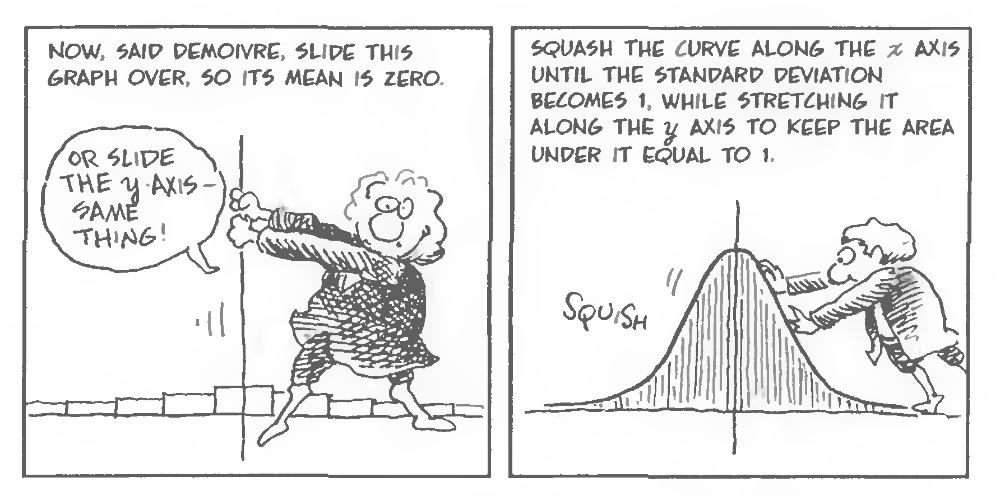 NOW, SAID DEMOIVRE, SLIDE THIS
GRAPH OVER, SO ITS MEAN IS ZERO.
OR SLIDE
THE y-AXIS—
SAME
THING!
SQUASH THE CURVE ALONG THE x AXIS
UNTIL THE STANDARD DEVIATION
BECOMES 1, WHILE STRETCHING IT
ALONG THE y AXIS TO KEEP THE AREA
UNDER IT EQUAL TO 1.
SQUISH